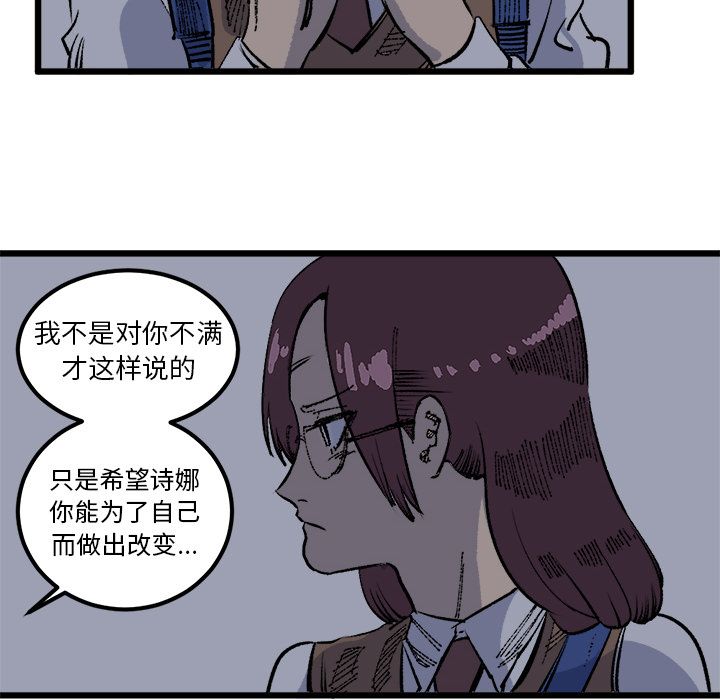 我不是对你不满
才这样说的
只是希望诗娜
你能为了自己
而做出改变...